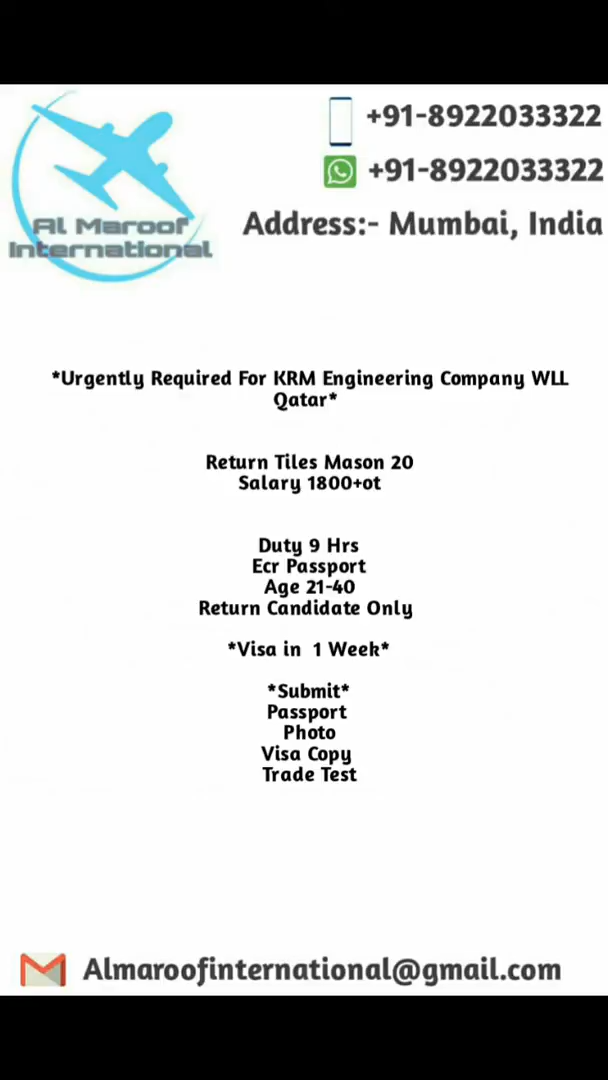 Al Maroof
International
+91-8922033322
+91-8922033322
Address:- Mumbai, India
*Urgently Required For KRM Engineering Company WLL
Qatar*
Return Tiles Mason 20
Salary 1800+ot
Duty 9 Hrs
Ecr Passport
Age 21-40
Return Candidate Only
*Visa in 1 Week*
*Submit*
Passport
Photo
Visa Copy
Trade Test
Almaroofinternational@gmail.com